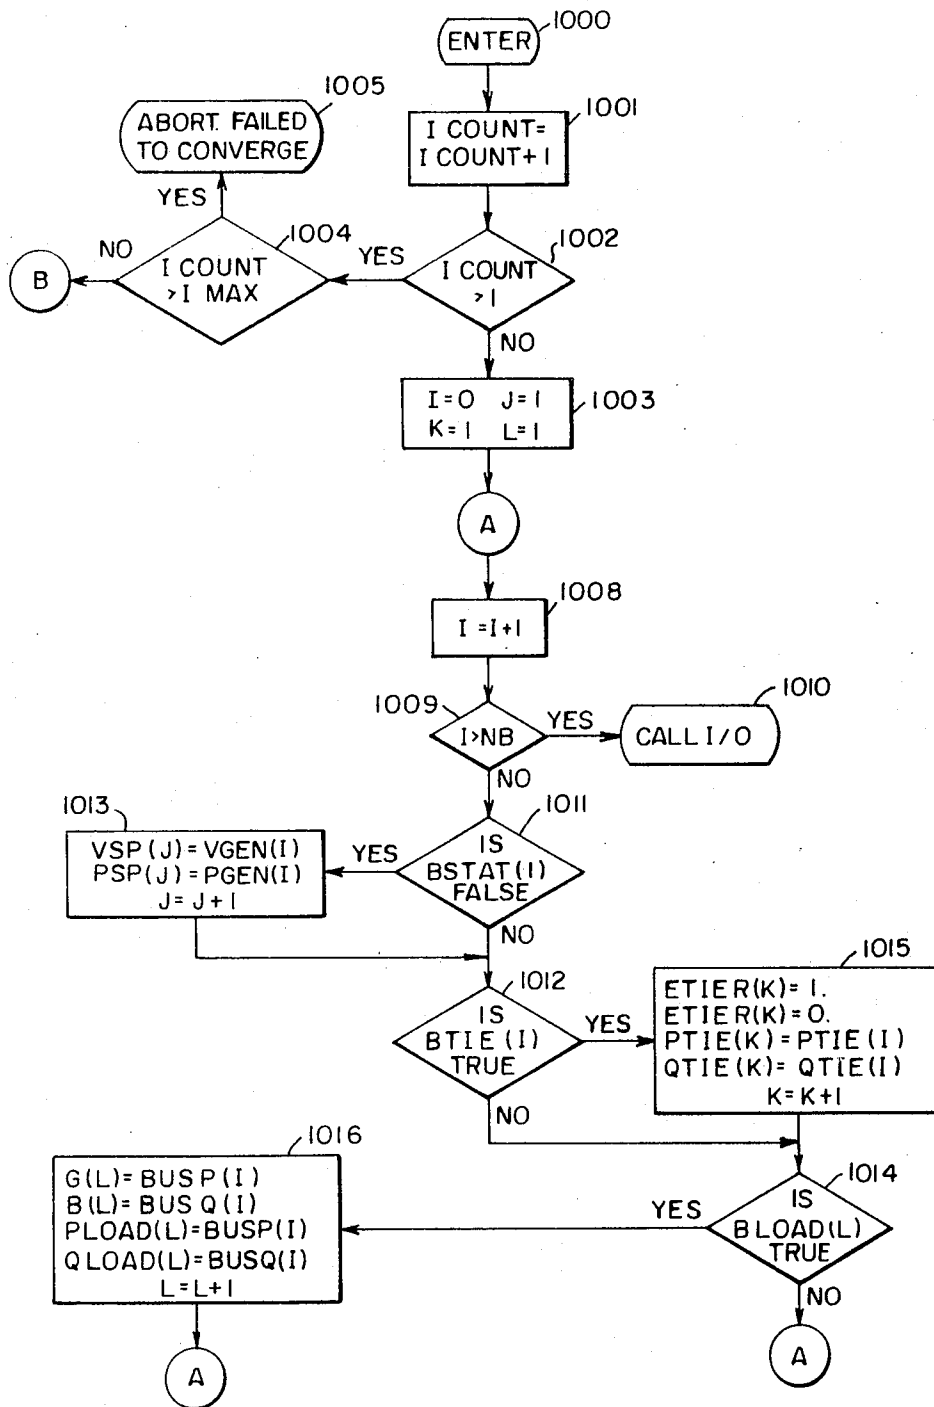 ENTER
1000
1005
ABORT. FAILED
TO CONVERGE
1001
I COUNT=
I COUNT+1
YES
1004
1002
NO
YES
B
I COUNT
>I MAX
I COUNT
>1
NO
I=0 J=1
K=1 L=1
1003
A
1008
I=I+1
1009
1010
I>NB
YES
CALL I/O
NO
1013
1011
VSP(J)=VGEN(I)
PSP(J)=PGEN(I)
J=J+1
YES
IS
BSTAT(I)
FALSE
NO
1012
1015
IS
BTIE(I)
TRUE
YES
ETIER(K)=1.
ETIER(K)=0.
PTIE(K)=PTIE(I)
QTIE(K)=QTIE(I)
K=K+1
NO
1016
1014
G(L)=BUSP(I)
B(L)=BUSQ(I)
PLOAD(L)=BUSP(I)
QLOAD(L)=BUSQ(I)
L=L+1
YES
IS
BLOAD(L)
TRUE
NO
A
A